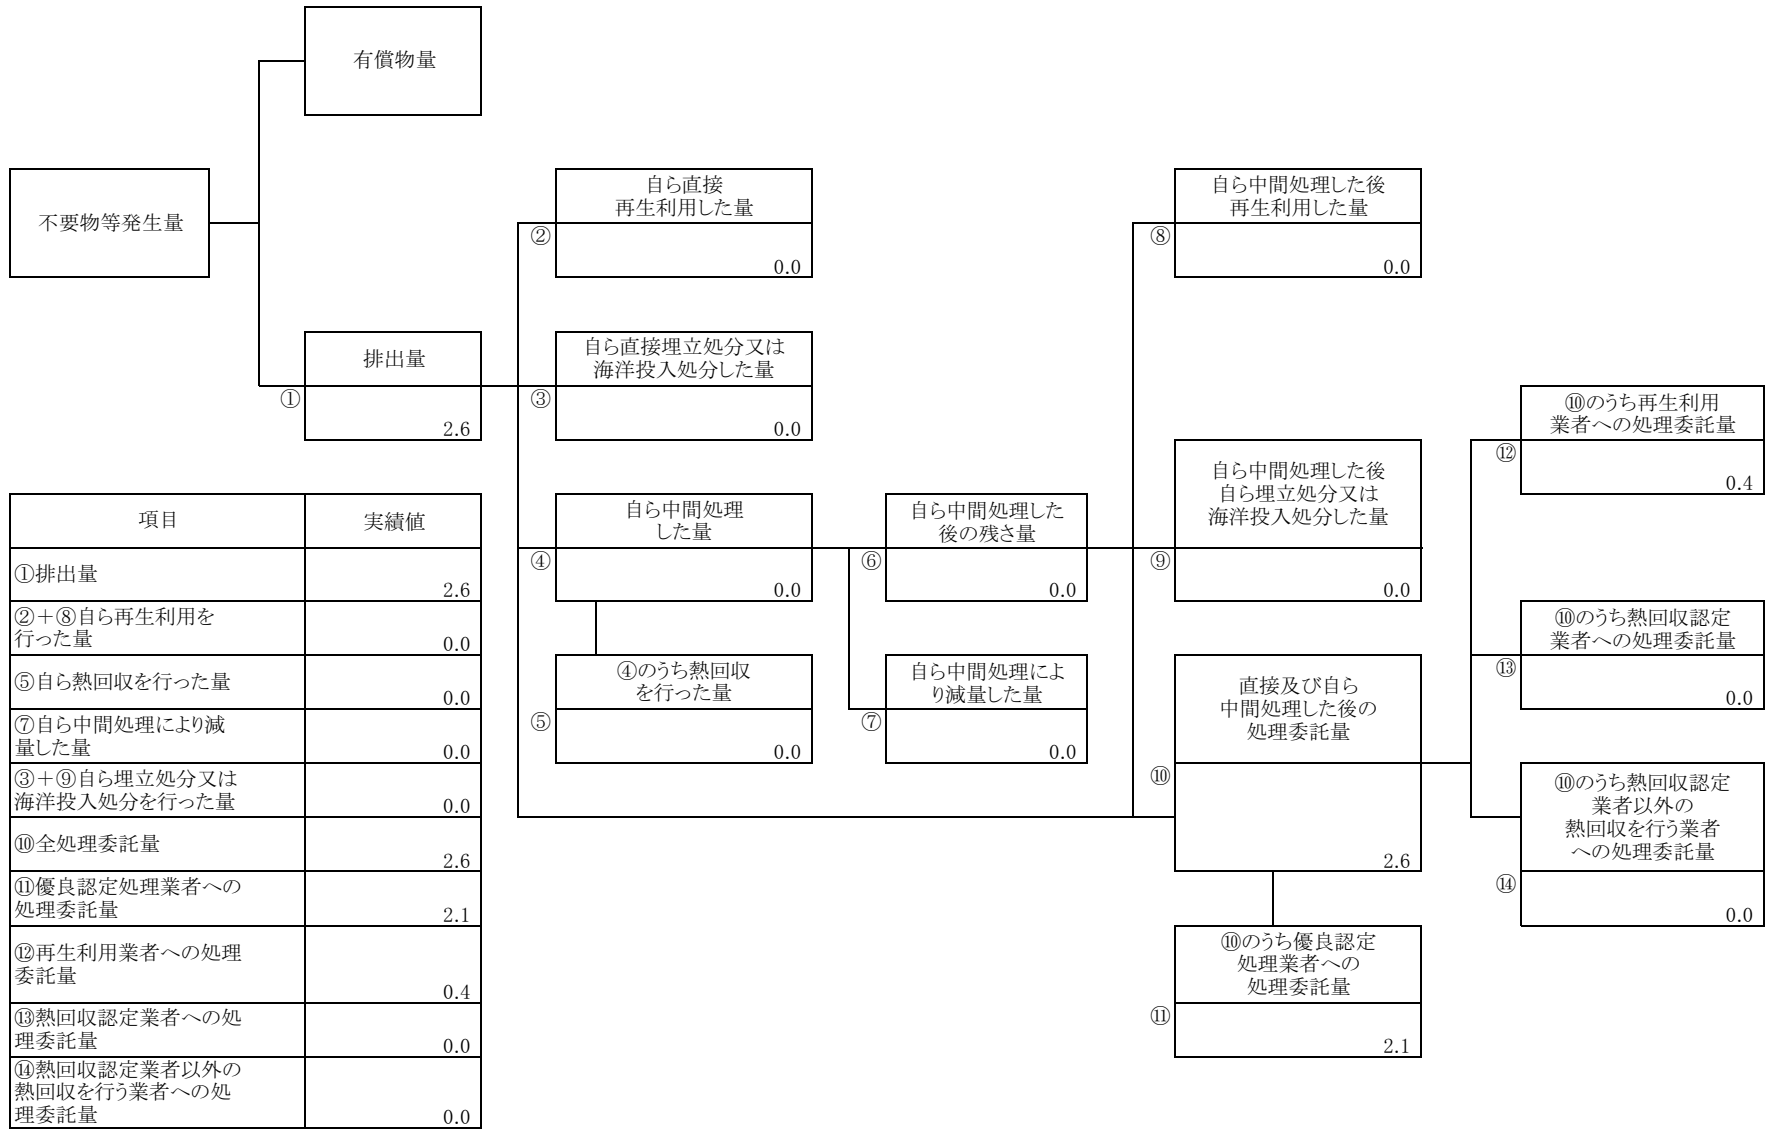 有償物量
不要物等発生量
排出量
①
2.6
自ら直接
再生利用した量
②
0.0
自ら直接埋立処分又は
海洋投入処分した量
③
0.0
自ら中間処理
した量
④
0.0
④のうち熱回収
を行った量
⑤
0.0
自ら中間処理した
後の残さ量
⑥
0.0
自ら中間処理によ
り減量した量
⑦
0.0
自ら中間処理した後
再生利用した量
⑧
0.0
自ら中間処理した後
自ら埋立処分又は
海洋投入処分した量
⑨
0.0
直接及び自ら
中間処理した後の
処理委託量
⑩
2.6
⑩のうち優良認定
処理業者への
処理委託量
⑪
2.1
⑩のうち再生利用
業者への処理委託量
⑫
0.4
⑩のうち熱回収認定
業者への処理委託量
⑬
0.0
⑩のうち熱回収認定
業者以外の
熱回収を行う業者
への処理委託量
⑭
0.0
項目 実績値
①排出量
2.6
②＋⑧自ら再生利用を
行った量
0.0
⑤自ら熱回収を行った量
0.0
⑦自ら中間処理により減
量した量
0.0
③＋⑨自ら埋立処分又は
海洋投入処分を行った量
0.0
⑩全処理委託量
2.6
⑪優良認定処理業者への
処理委託量
2.1
⑫再生利用業者への処理
委託量
0.4
⑬熱回収認定業者への処
理委託量
0.0
⑭熱回収認定業者以外の
熱回収を行う業者への処
理委託量
0.0